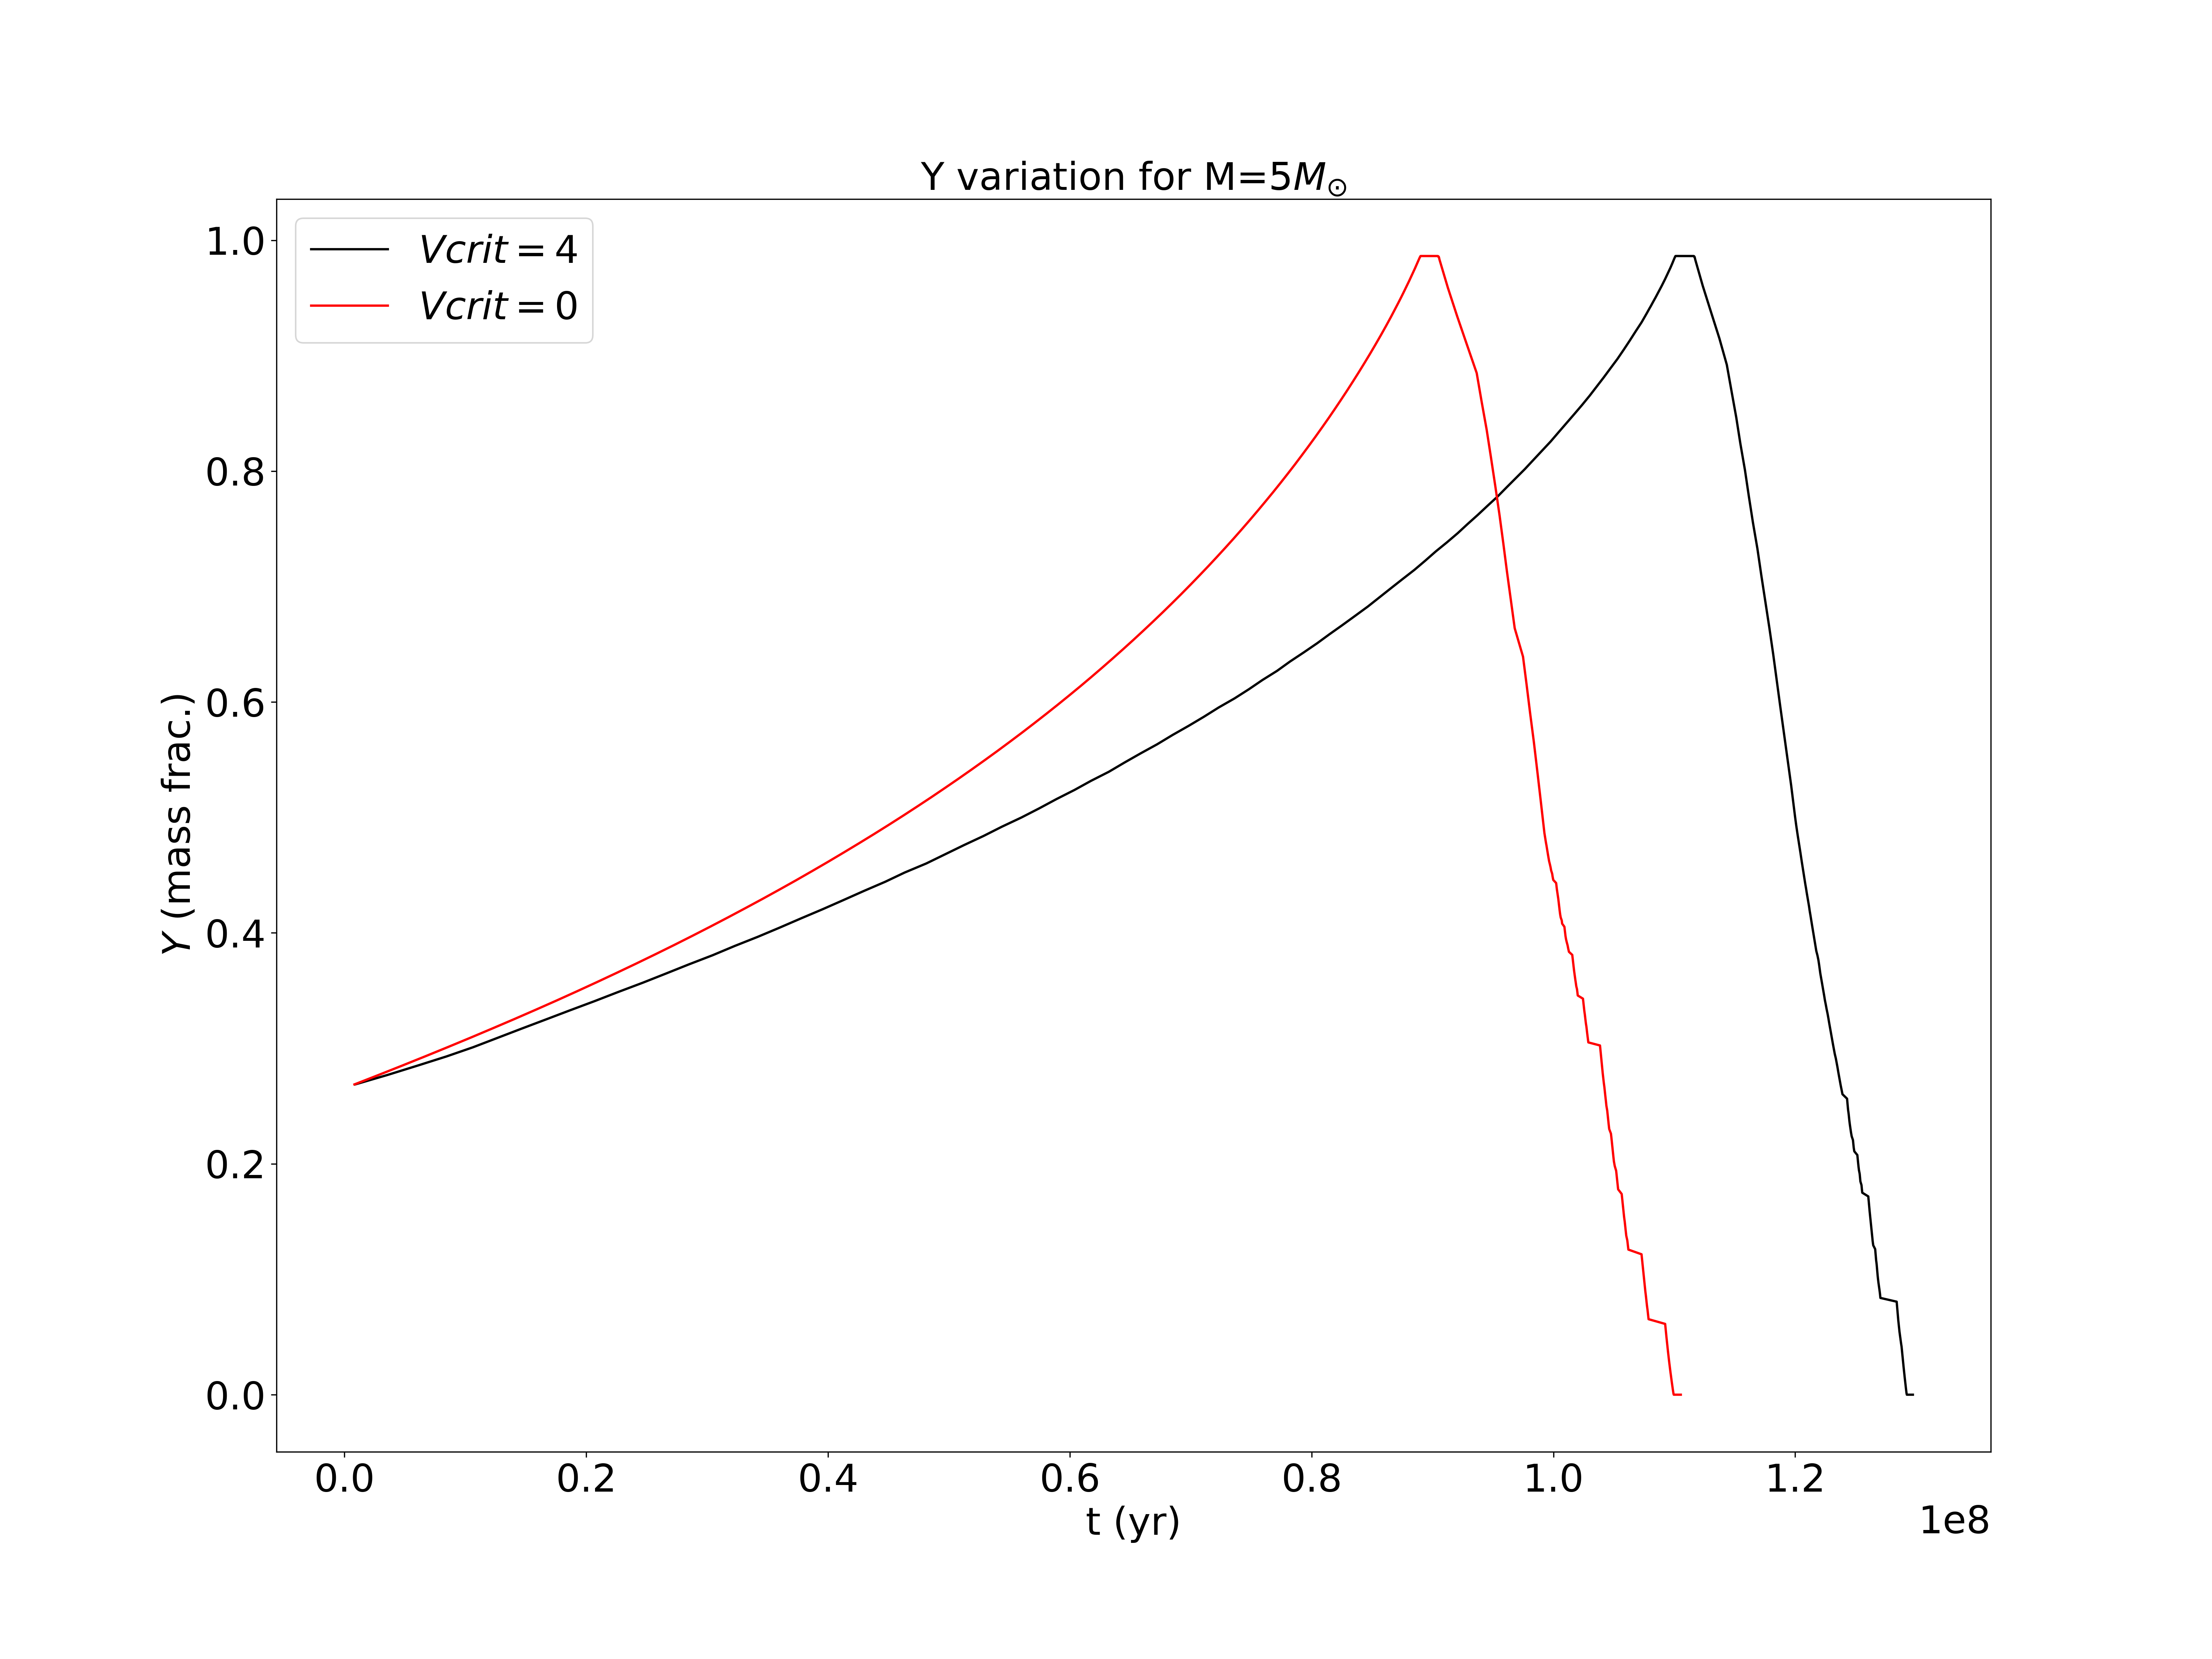 Y variation for M=5M☉
Vcrit = 4
Vcrit = 0
1.0
0.8
0.6
0.4
0.2
0.0
Y (mass frac.)
0.0 0.2 0.4 0.6 0.8 1.0 1.2
t (yr)
1e8